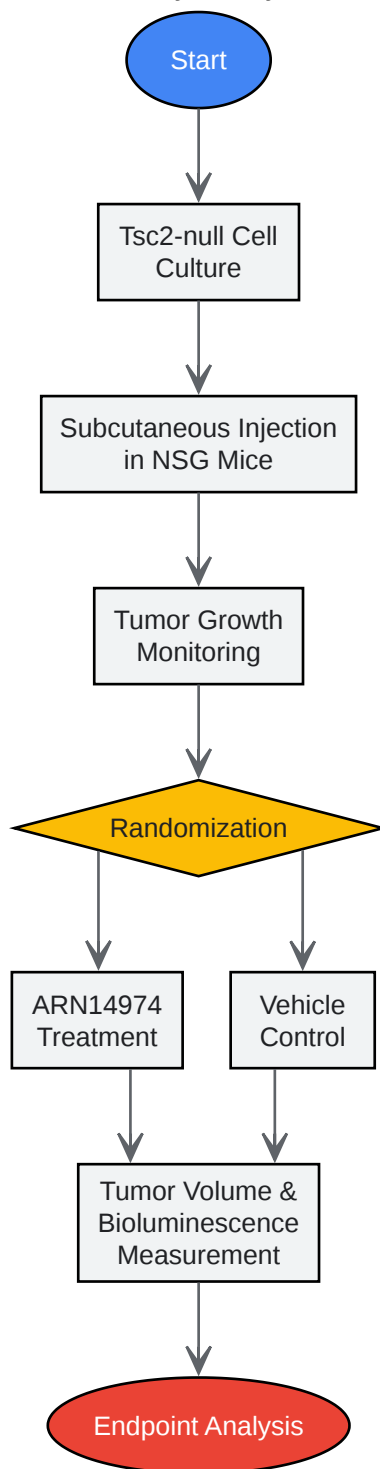 Start
Tsc2-null Cell
Culture
Subcutaneous Injection
in NSG Mice
Tumor Growth
Monitoring
Randomization
ARN14974
Treatment
Vehicle
Control
Tumor Volume &
Bioluminescence
Measurement
Endpoint Analysis